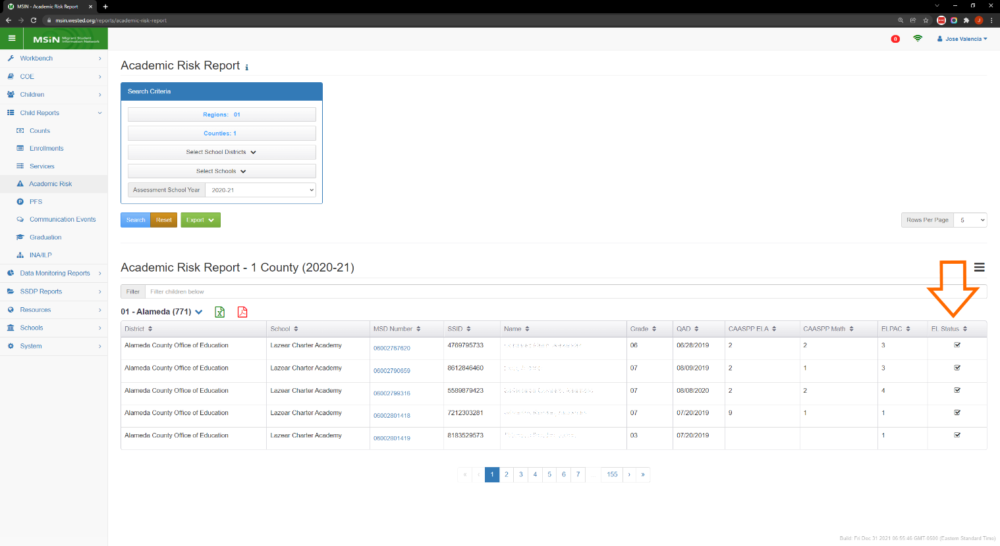 MSIN - Academic Risk Report
msin.wested.org/reports/academic-risk-report
MSiN Migrant Student Information Network
0
Jose Valencia
Workbench
COE
Children
Child Reports
Counts
Enrollments
Services
Academic Risk
PFS
Communication Events
Graduation
INA/ILP
Data Monitoring Reports
SSDP Reports
Resources
Schools
System
Academic Risk Report
Search Criteria
Regions: 01
Counties: 1
Select School Districts
Select Schools
Assessment School Year 2020-21
Search Reset Export
Rows Per Page 5
Academic Risk Report - 1 County (2020-21)
Filter Filter children below
01 - Alameda (771)
District School MSD Number SSID Name Grade QAD CAASPP ELA CAASPP Math ELPAC EL Status
Alameda County Office of Education Lazear Charter Academy 06002767620 4769795733 06 06/28/2019 2 2 3
Alameda County Office of Education Lazear Charter Academy 06002790659 8612846460 07 08/09/2019 2 1 3
Alameda County Office of Education Lazear Charter Academy 06002799316 5589879423 07 08/08/2020 2 2 4
Alameda County Office of Education Lazear Charter Academy 06002801418 7212303281 07 07/20/2019 9 1 1
Alameda County Office of Education Lazear Charter Academy 06002801419 8183529573 03 07/20/2019 1
« ‹ 1 2 3 4 5 6 7 ... 155 › »
Build: Fri Dec 31 2021 06:55:46 GMT-0500 (Eastern Standard Time)